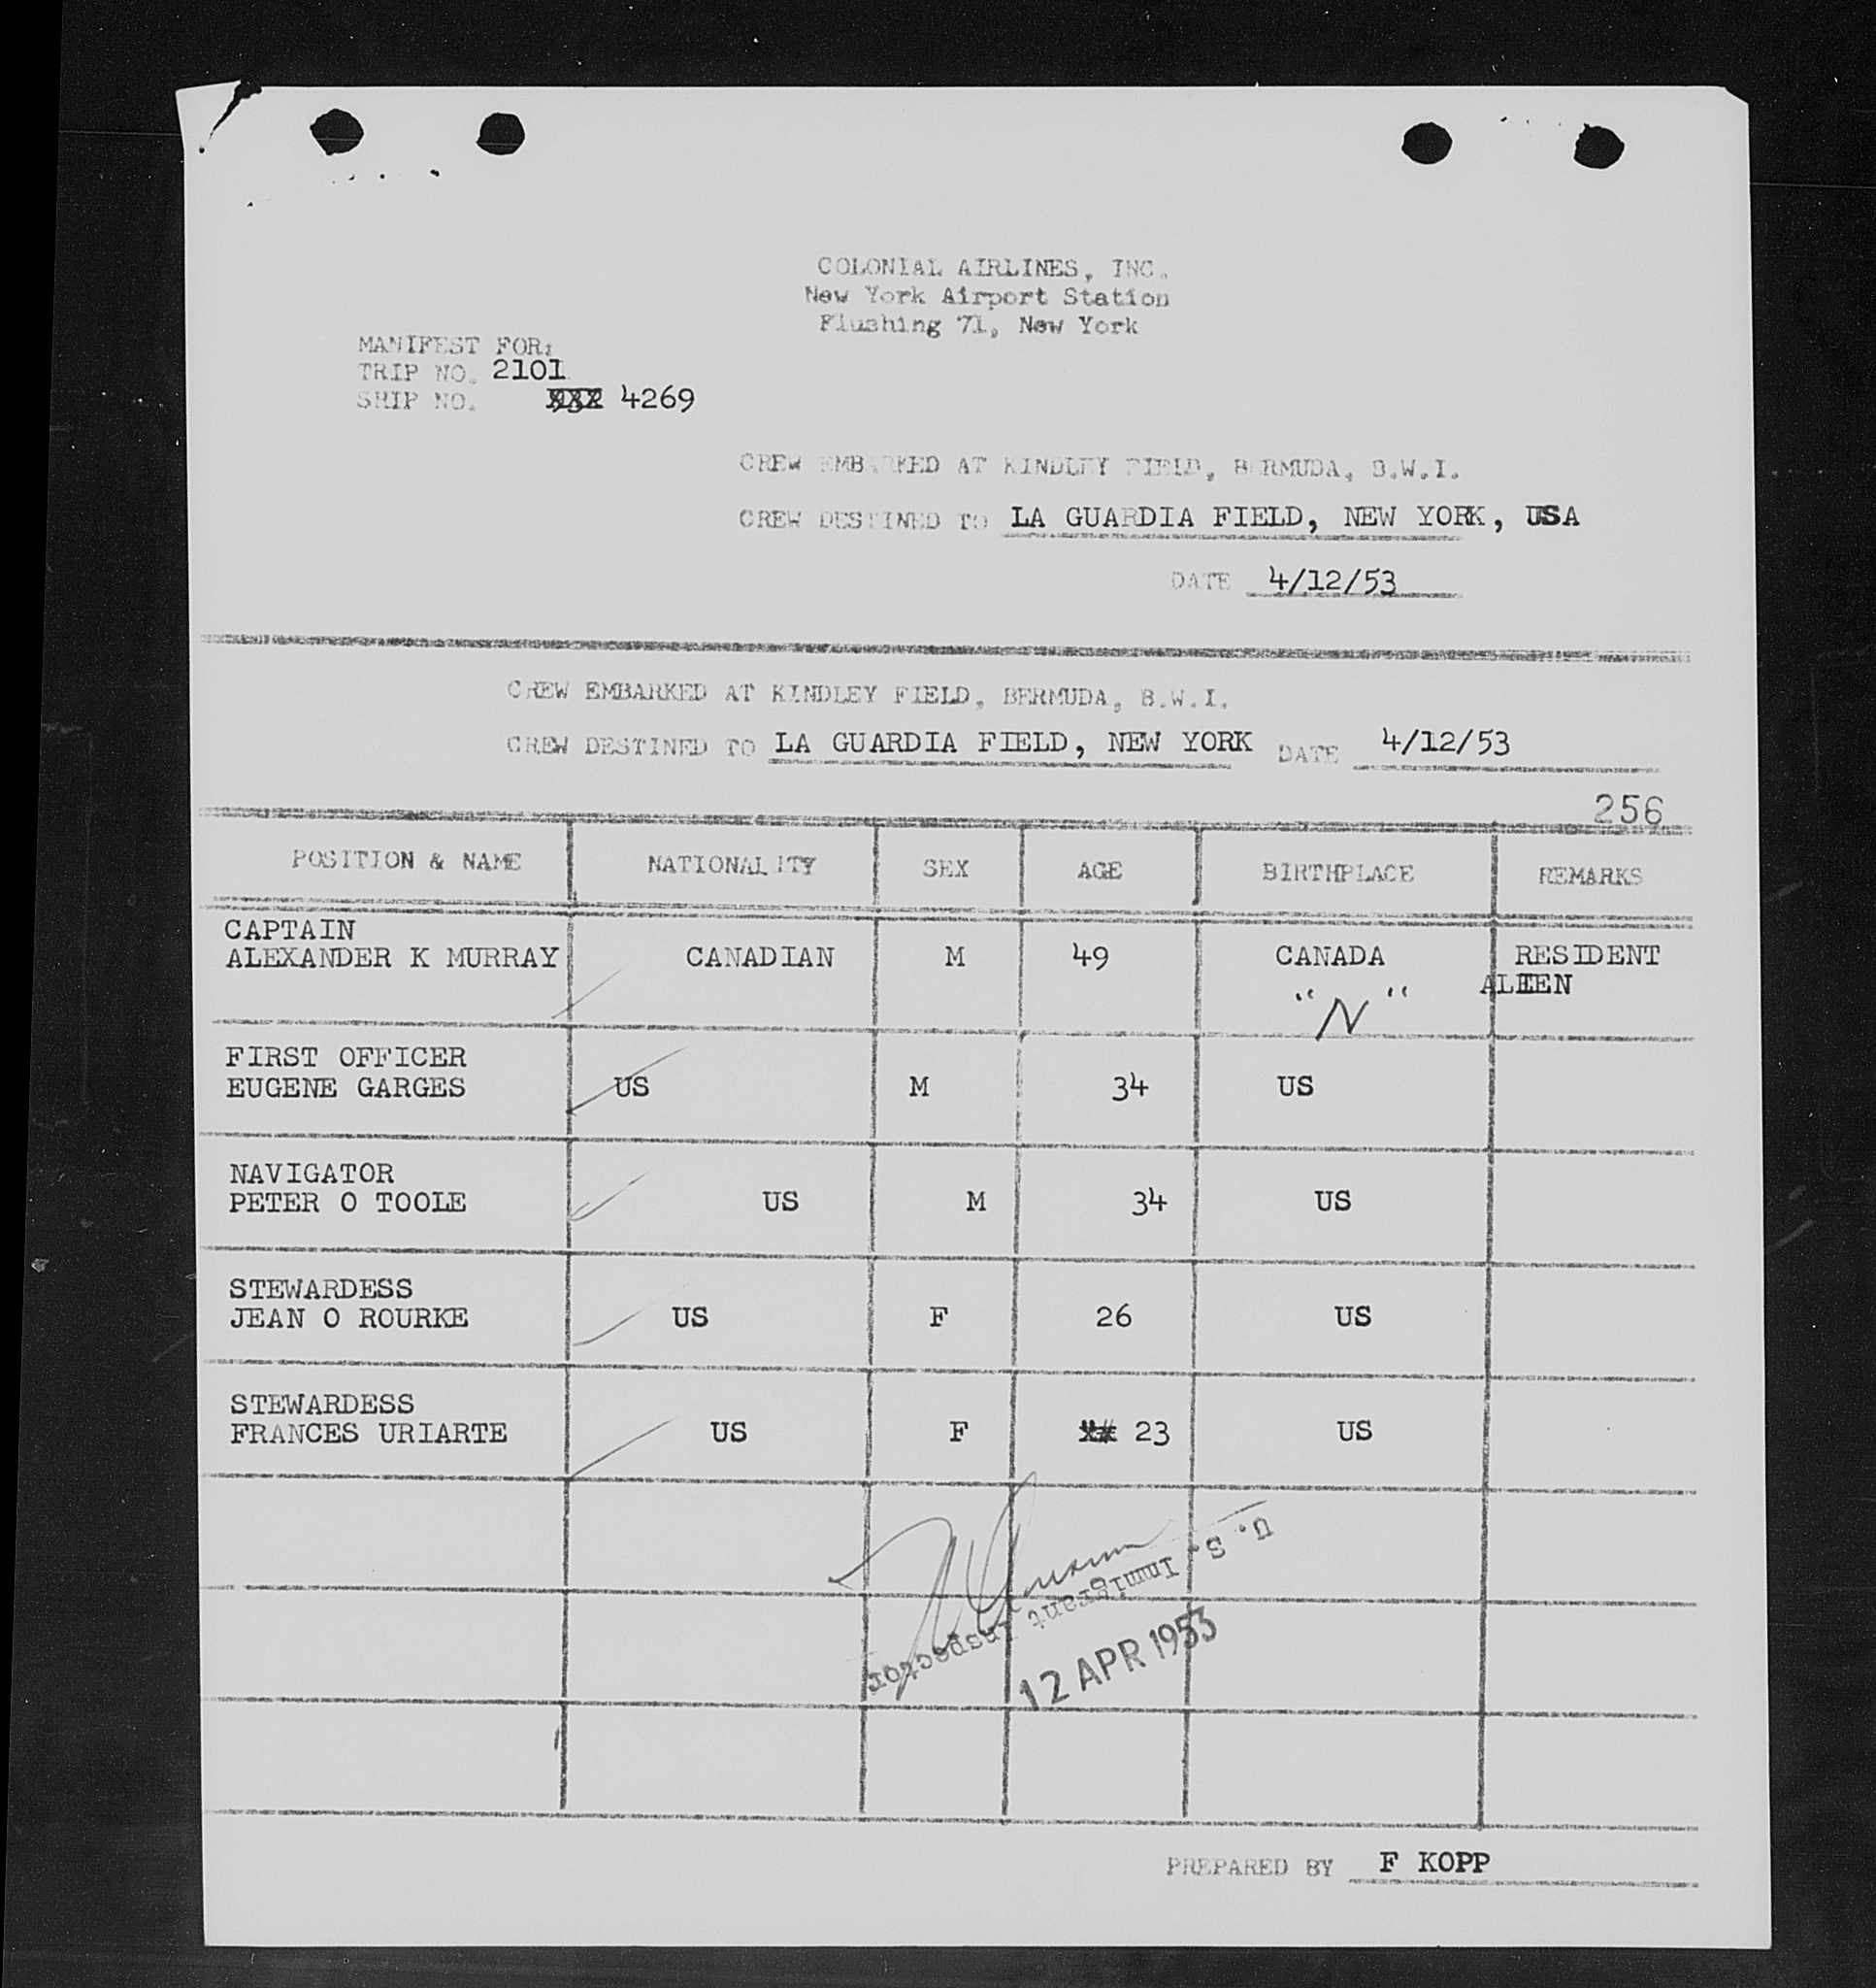 COLONIAL AIRLINES, INC.
New York Airport Station
Flushing 71, New York
MANIFEST FOR:
TRIP NO. 2101
SHIP NO. 4269
CREW EMBARKED AT KINDLEY FIELD, BERMUDA, B.W.I.
CREW DESTINED TO LA GUARDIA FIELD, NEW YORK, USA
DATE 4/12/53
CREW EMBARKED AT KINDLEY FIELD, BERMUDA, B.W.I.
CREW DESTINED TO LA GUARDIA FIELD, NEW YORK DATE 4/12/53
256
POSITION & NAME NATIONALITY SEX AGE BIRTHPLACE REMARKS
CAPTAIN
ALEXANDER K MURRAY CANADIAN M 49 CANADA RESIDENT
ALIEN
"N"
FIRST OFFICER
EUGENE GARGES US M 34 US
NAVIGATOR
PETER O TOOLE US M 34 US
STEWARDESS
JEAN O ROURKE US F 26 US
STEWARDESS
FRANCES URIARTE US F 23 US
U. S. Immigrant Inspector
12 APR 1953
PREPARED BY F KOPP